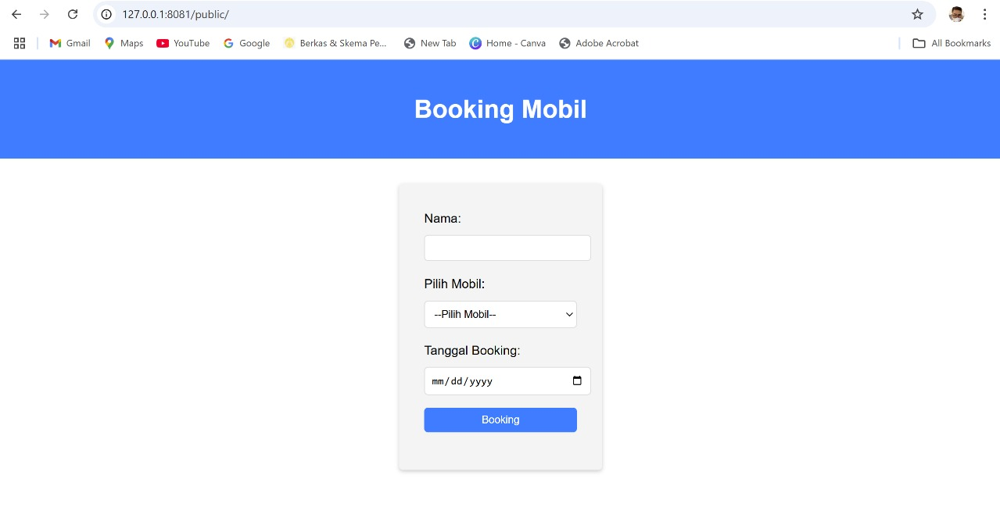 127.0.0.1:8081/public/
Gmail Maps YouTube Google Berkas & Skema Pe... New Tab Home - Canva Adobe Acrobat All Bookmarks
Booking Mobil
Nama:
Pilih Mobil:
--Pilih Mobil--
Tanggal Booking:
mm/dd/yyyy
Booking